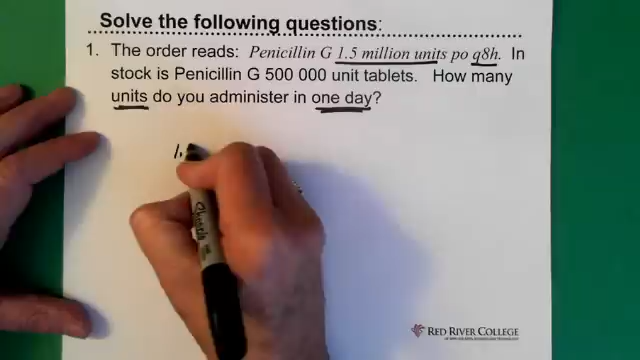 Solve the following questions:
1. The order reads: Penicillin G 1.5 million units po q8h. In
stock is Penicillin G 500 000 unit tablets. How many
units do you administer in one day?
1.
Sharpie
RED RIVER COLLEGE